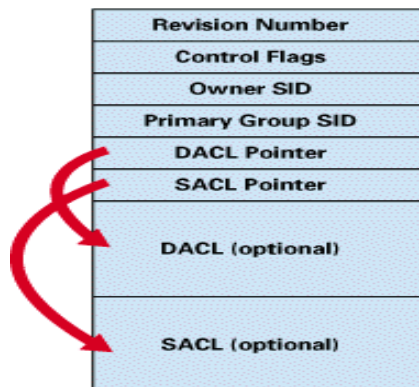 Revision Number
Control Flags
Owner SID
Primary Group SID
DACL Pointer
SACL Pointer
DACL (optional)
SACL (optional)